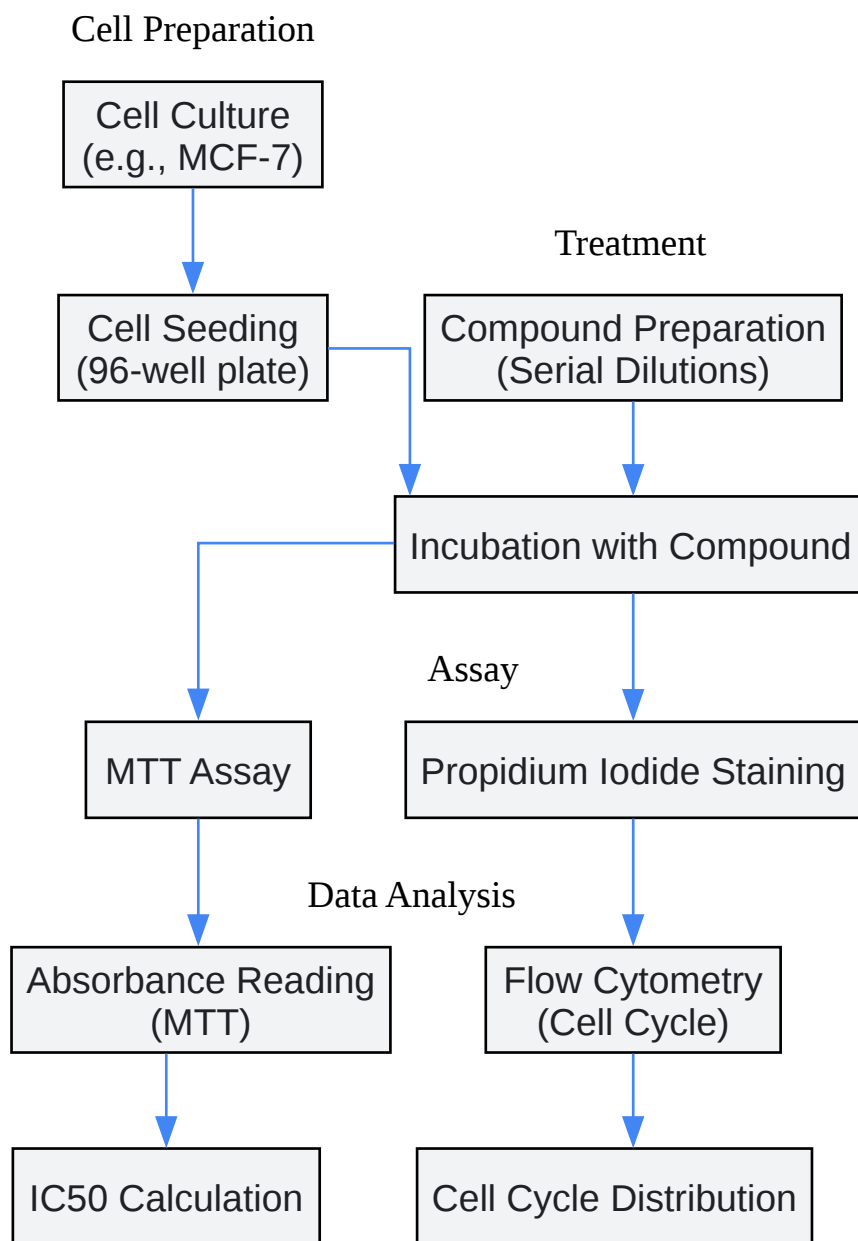 Cell Preparation
Cell Culture
(e.g., MCF-7)
Treatment
Cell Seeding
(96-well plate)
Compound Preparation
(Serial Dilutions)
Incubation with Compound
Assay
MTT Assay
Propidium Iodide Staining
Data Analysis
Absorbance Reading
(MTT)
Flow Cytometry
(Cell Cycle)
IC50 Calculation
Cell Cycle Distribution